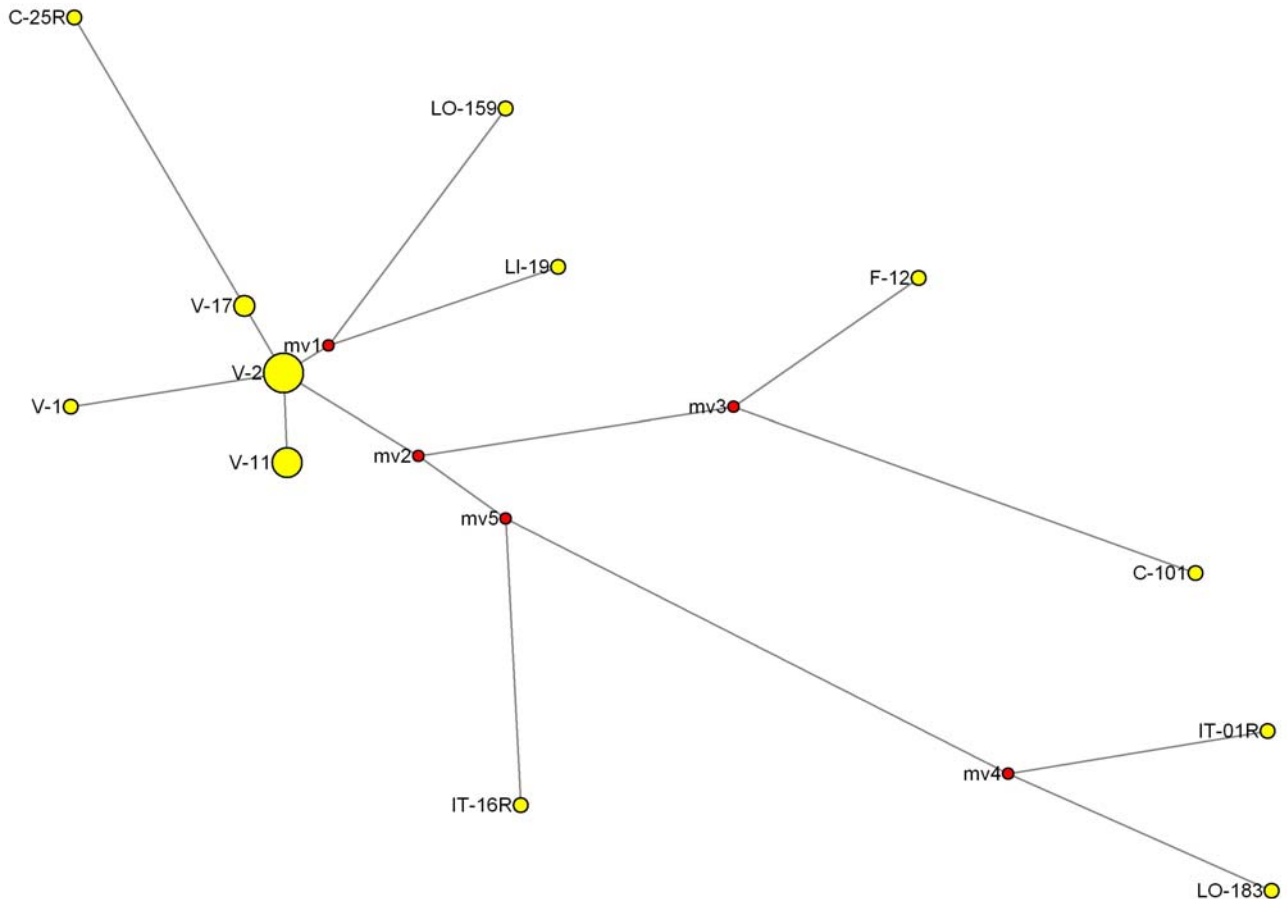 C-25R
LO-159
LI-19
F-12
V-17
mv1
V-2
V-1
mv3
mv2
V-11
mv5
C-101
IT-01R
mv4
IT-16R
LO-183